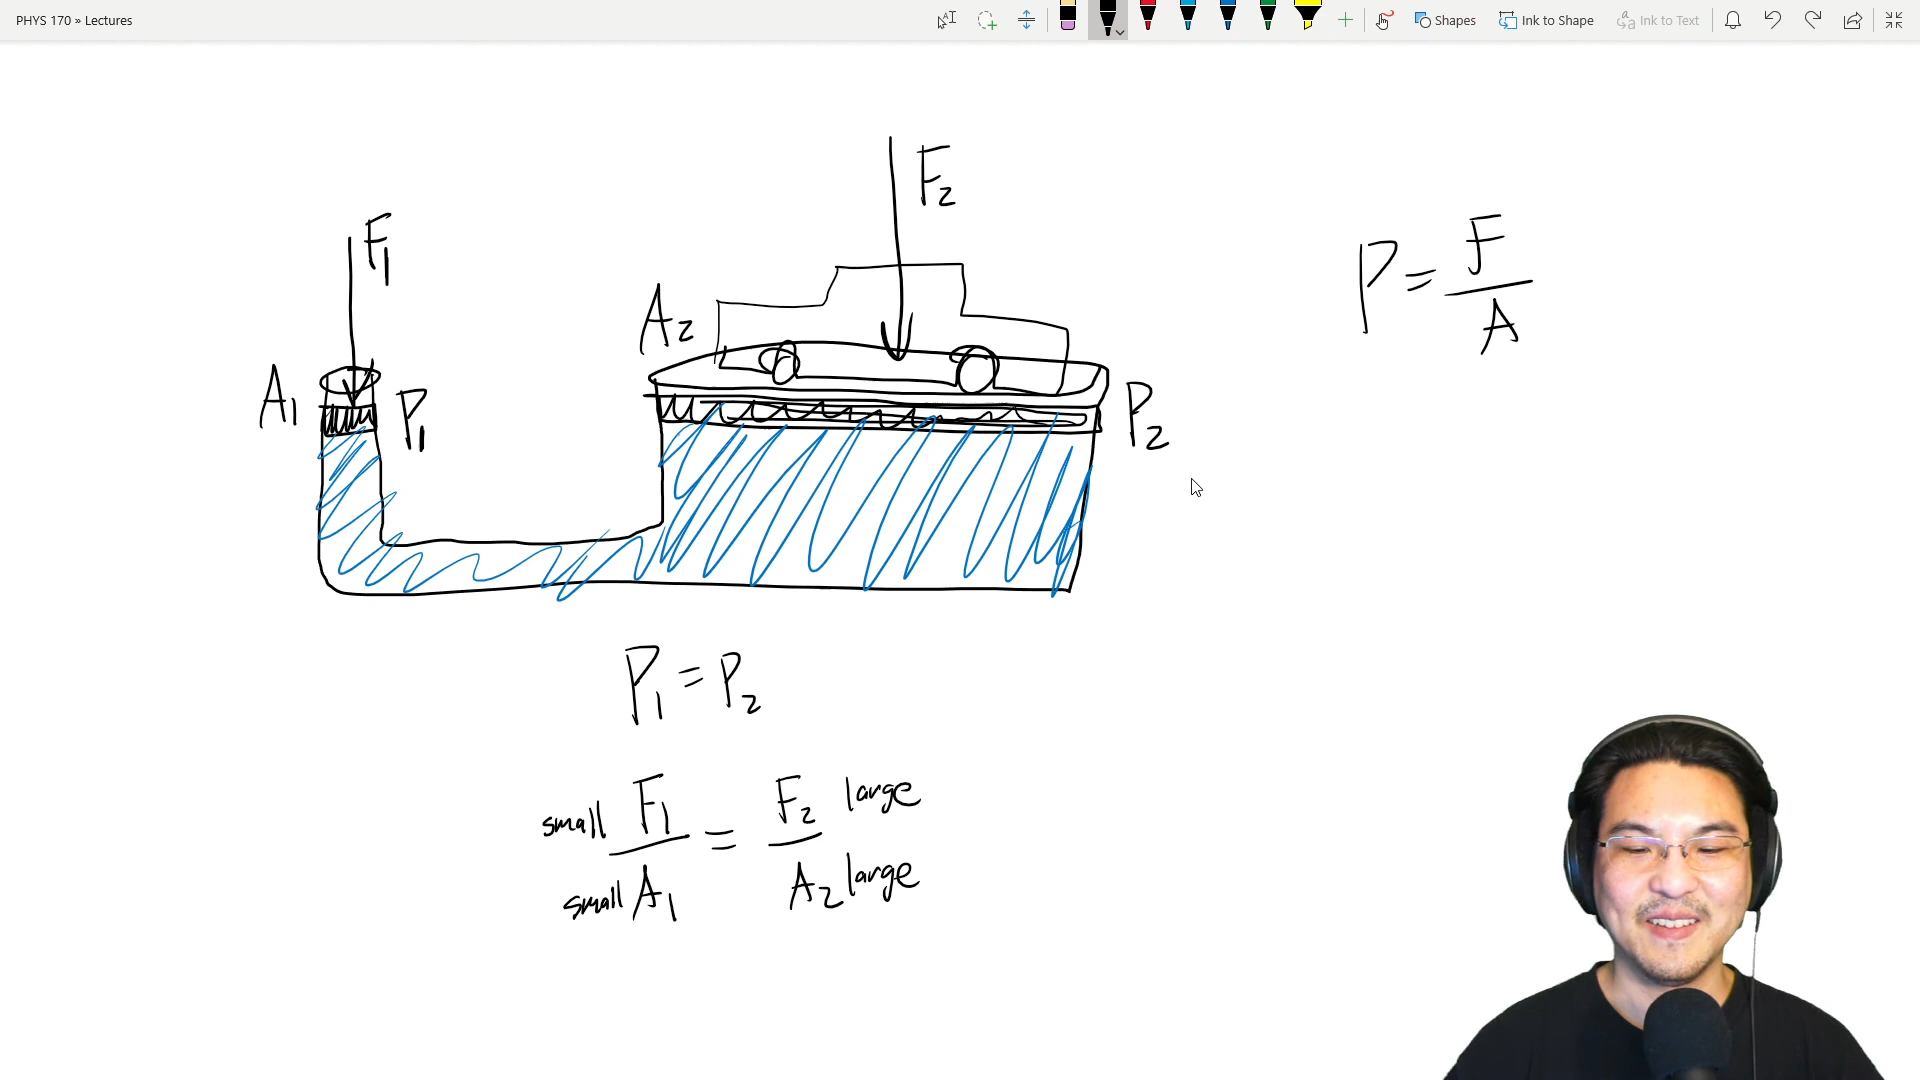 PHYS 170 » Lectures
Shapes
Ink to Shape
Ink to Text
F2
F1
P = F/A
A2
A1
P1
P2
P1 = P2
small F1 = F2 large
small A1 A2 large